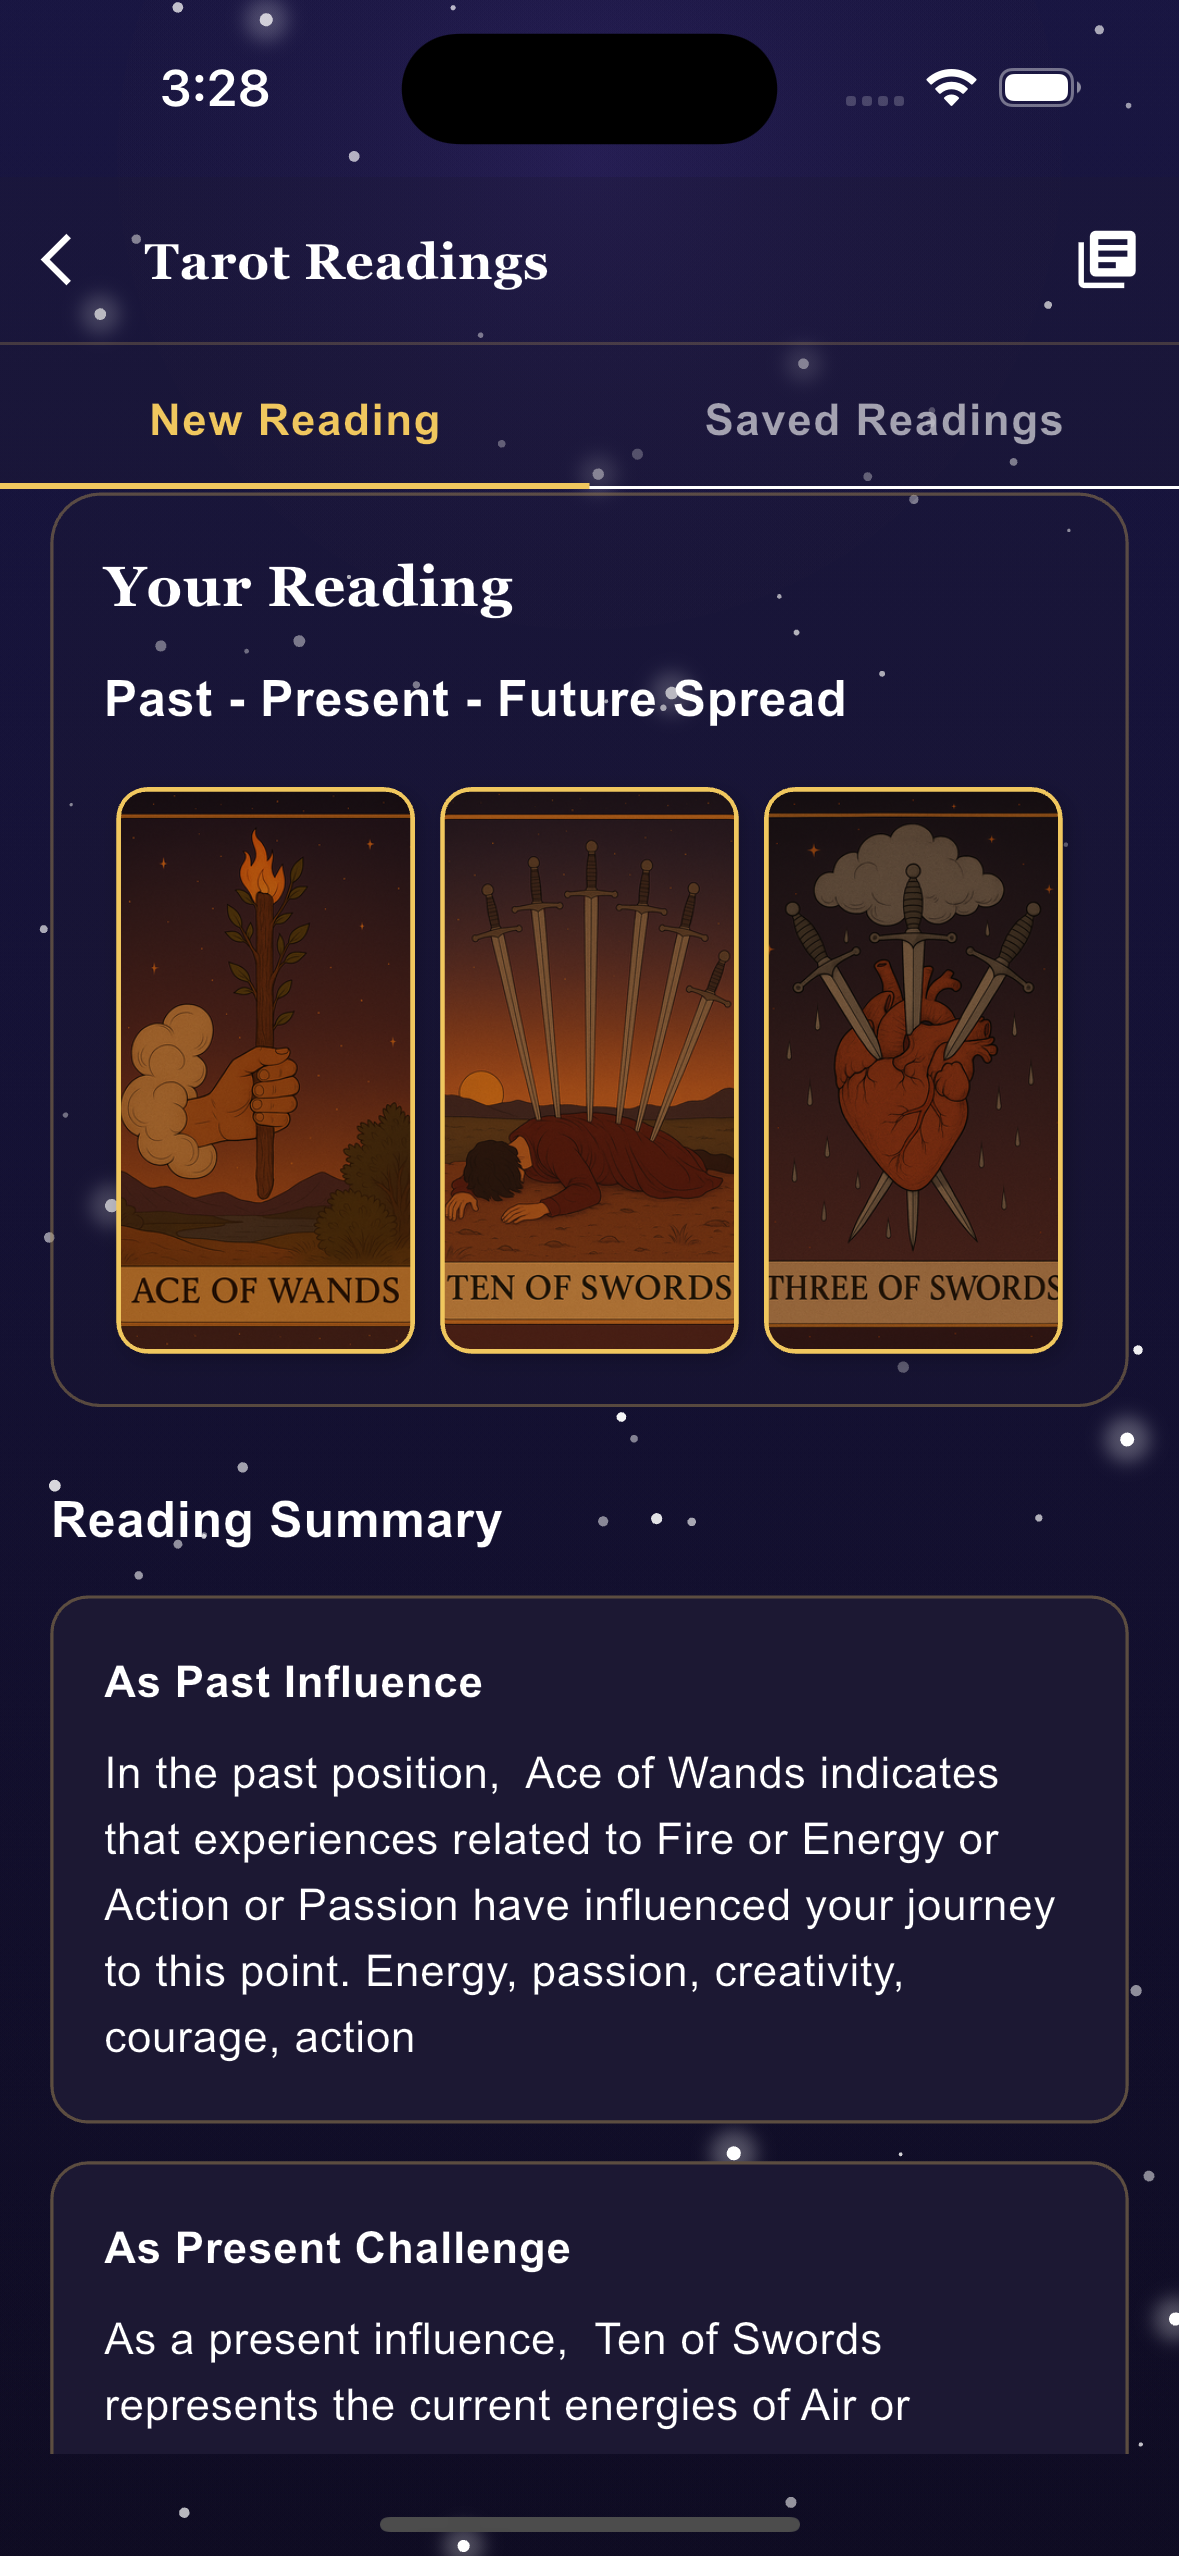 3:28
Tarot Readings
New Reading
Saved Readings
Your Reading
Past - Present - Future Spread
ACE OF WANDS
TEN OF SWORDS
THREE OF SWORDS
Reading Summary
As Past Influence
In the past position,  Ace of Wands indicates
that experiences related to Fire or Energy or
Action or Passion have influenced your journey
to this point. Energy, passion, creativity,
courage, action
As Present Challenge
As a present influence,  Ten of Swords
represents the current energies of Air or